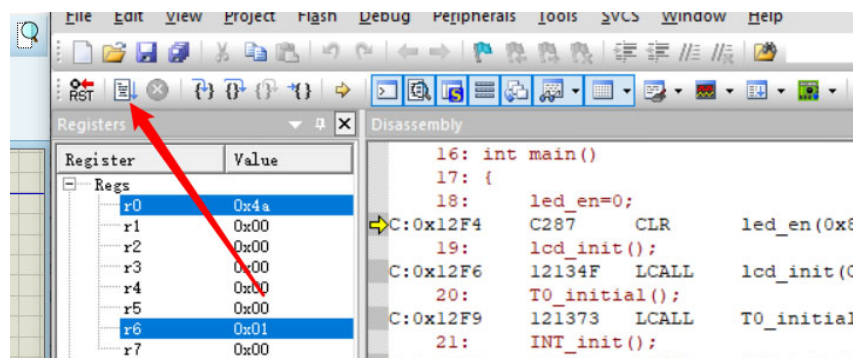 File Edit View Project Flash Debug Peripherals Tools SVCS Window Help
RST
Registers
Disassembly
Register Value
Regs
r0 0x4a
r1 0x00
r2 0x00
r3 0x00
r4 0x00
r5 0x00
r6 0x01
r7 0x00
16: int main()
17: {
18: led_en=0;
C:0x12F4 C287 CLR led_en(0x8
19: lcd_init();
C:0x12F6 12134F LCALL lcd_init(0
20: T0_initial();
C:0x12F9 121373 LCALL T0_initial
21: INT_init();